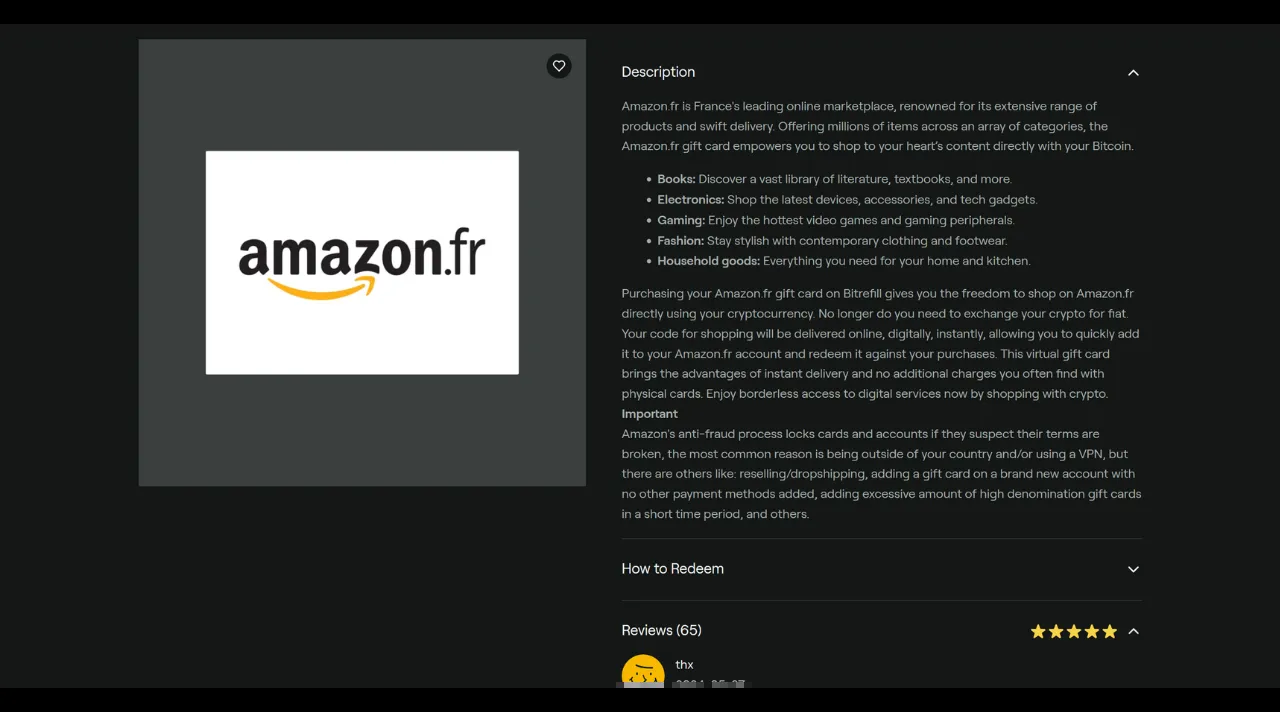 amazon.fr
Description
Amazon.fr is France's leading online marketplace, renowned for its extensive range of
products and swift delivery. Offering millions of items across an array of categories, the
Amazon.fr gift card empowers you to shop to your heart's content directly with your Bitcoin.
• Books: Discover a vast library of literature, textbooks, and more.
• Electronics: Shop the latest devices, accessories, and tech gadgets.
• Gaming: Enjoy the hottest video games and gaming peripherals.
• Fashion: Stay stylish with contemporary clothing and footwear.
• Household goods: Everything you need for your home and kitchen.
Purchasing your Amazon.fr gift card on Bitrefill gives you the freedom to shop on Amazon.fr
directly using your cryptocurrency. No longer do you need to exchange your crypto for fiat.
Your code for shopping will be delivered online, digitally, instantly, allowing you to quickly add
it to your Amazon.fr account and redeem it against your purchases. This virtual gift card
brings the advantages of instant delivery and no additional charges you often find with
physical cards. Enjoy borderless access to digital services now by shopping with crypto.
Important
Amazon's anti-fraud process locks cards and accounts if they suspect their terms are
broken, the most common reason is being outside of your country and/or using a VPN, but
there are others like: reselling/dropshipping, adding a gift card on a brand new account with
no other payment methods added, adding excessive amount of high denomination gift cards
in a short time period, and others.
How to Redeem
Reviews (65)
thx